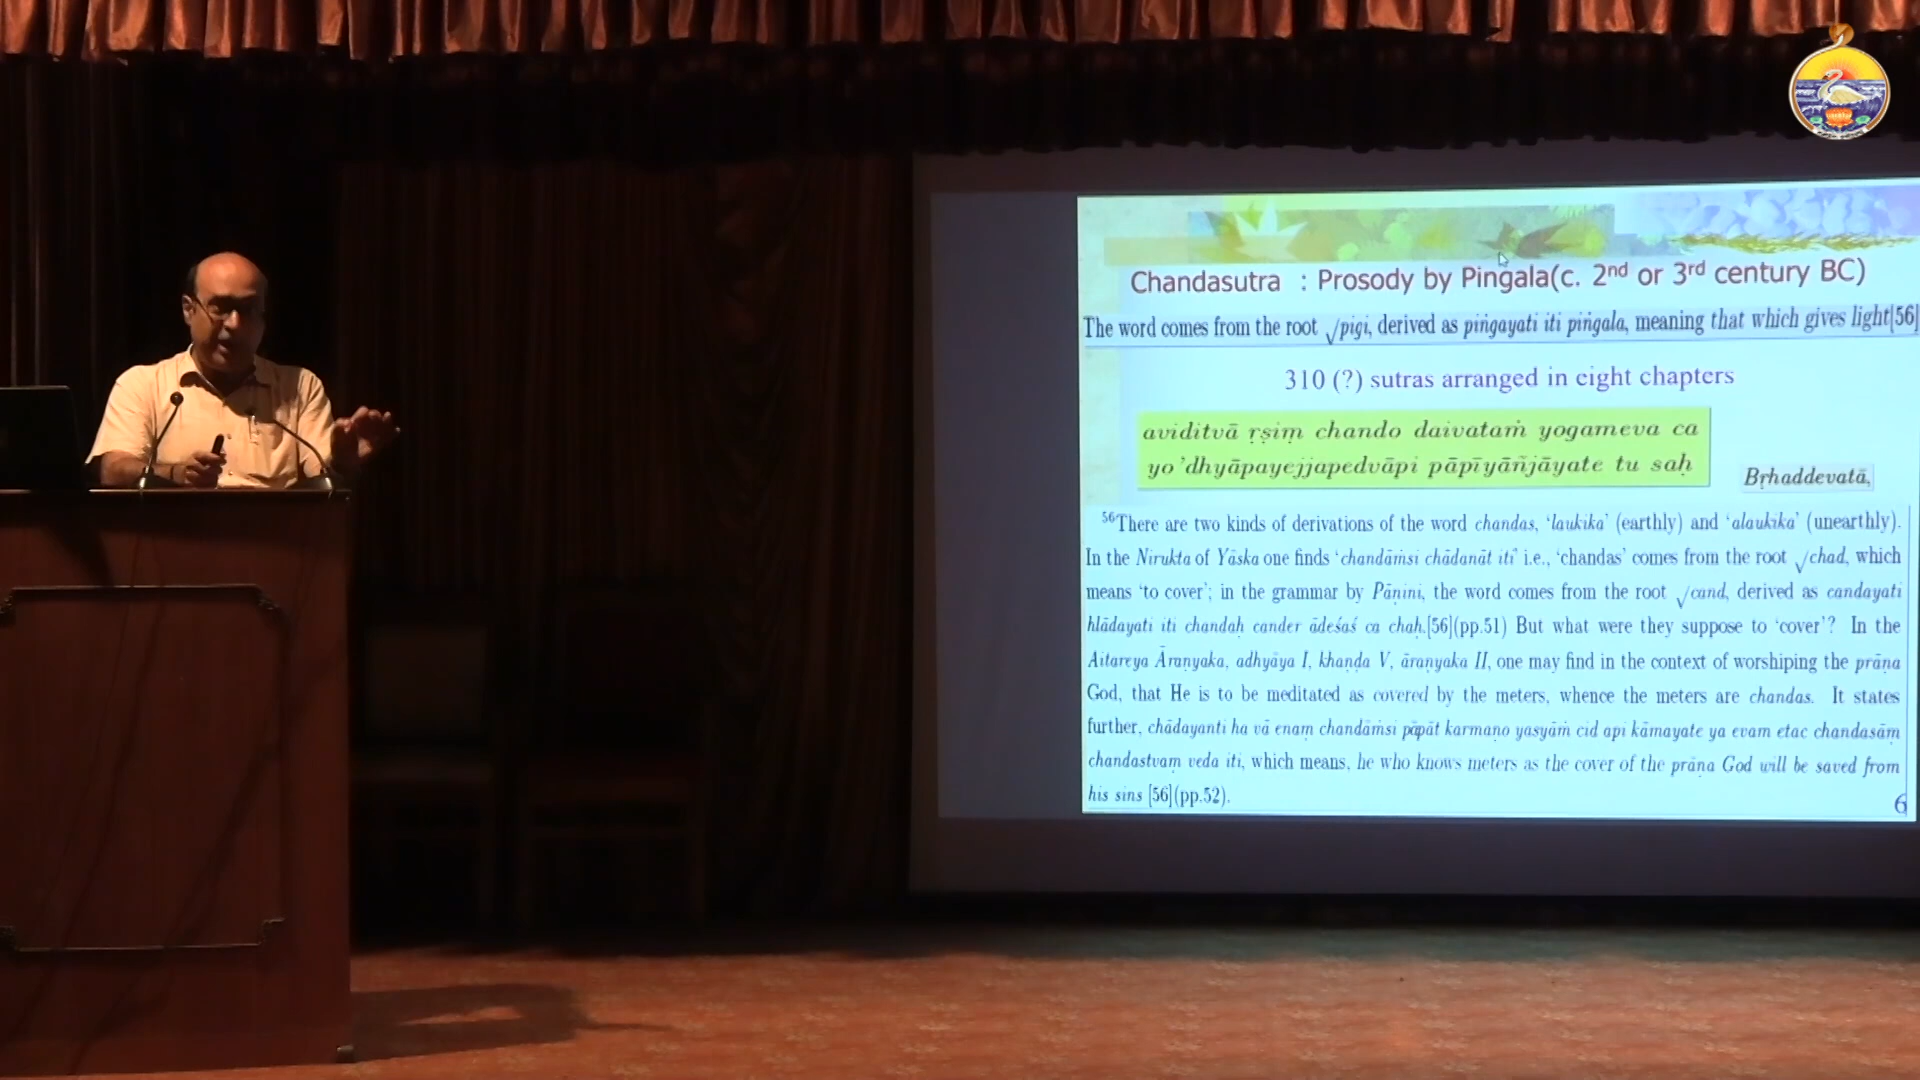 Chandasutra : Prosody by Pingala(c. 2nd or 3rd century BC)
The word comes from the root √pigi, derived as piṅgayati iti piṅgala, meaning that which gives light[56]
310 (?) sutras arranged in eight chapters
aviditvā ṛṣiṃ chando daivataṁ yogameva ca
yo'dhyāpayejjapedvāpi pāpīyāñjāyate tu saḥ
Bṛhaddevatā,
56There are two kinds of derivations of the word chandas, 'laukika' (earthly) and 'alaukika' (unearthly).
In the Nirukta of Yāska one finds 'chandāṁsi chādanāt iti' i.e., 'chandas' comes from the root √chad, which
means 'to cover'; in the grammar by Pāṇini, the word comes from the root √cand, derived as candayati
hlādayati iti chandaḥ cander ādeśaś ca chaḥ.[56](pp.51) But what were they suppose to 'cover'? In the
Aitareya Āraṇyaka, adhyāya I, khaṇḍa V, āraṇyaka II, one may find in the context of worshiping the prāṇa
God, that He is to be meditated as covered by the meters, whence the meters are chandas. It states
further, chādayanti ha vā enaṃ chandāṁsi pāpāt karmaṇo yasyāṁ cid api kāmayate ya evam etac chandasāṃ
chandastvaṃ veda iti, which means, he who knows meters as the cover of the prāṇa God will be saved from
his sins [56](pp.52).
6